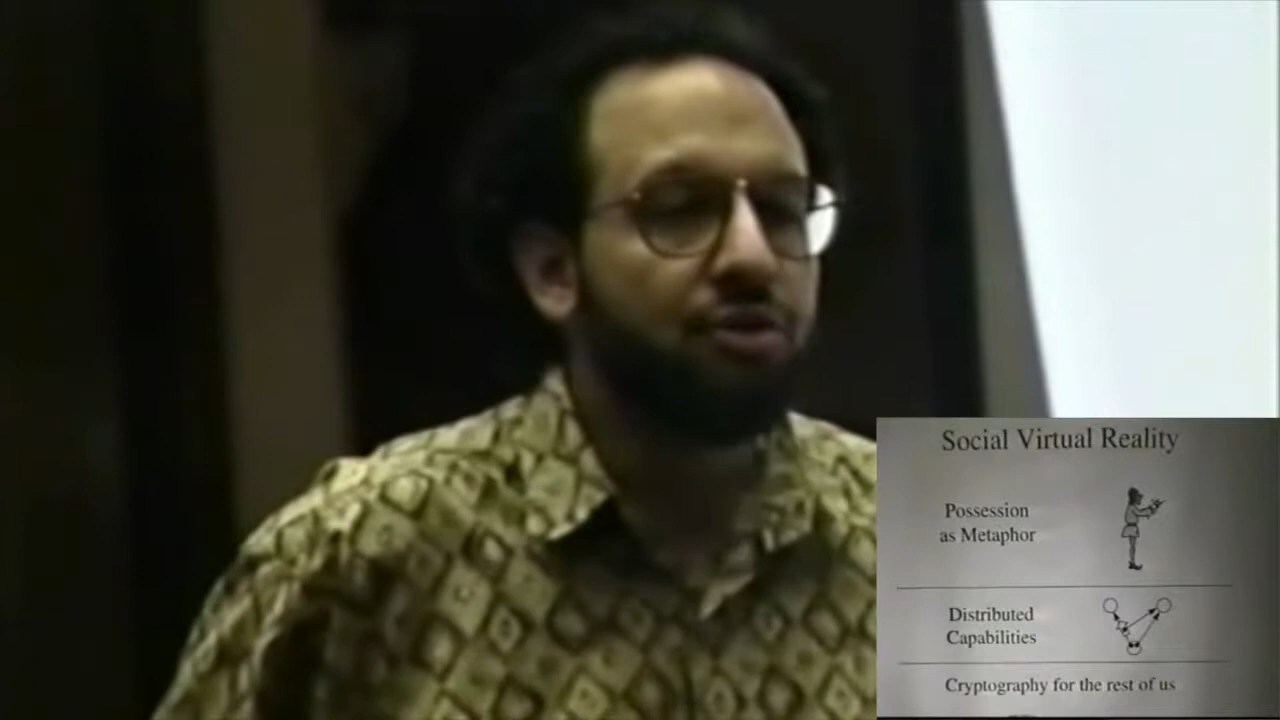 Social Virtual Reality
Possession
as Metaphor
Distributed
Capabilities
Cryptography for the rest of us